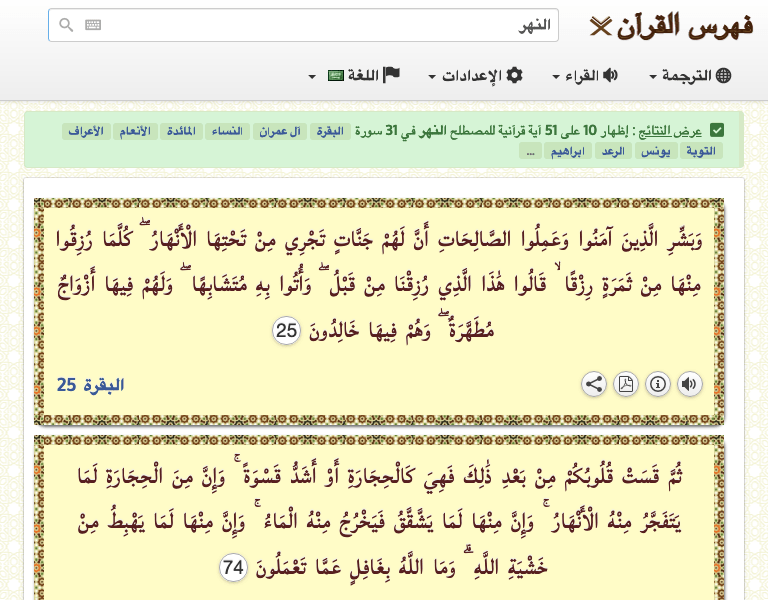 فهرس القرآن
النهر
الترجمة القراء الإعدادات اللغة
عرض النتائج : إظهار 10 على 51 آية قرآنية للمصطلح النهر في 31 سورة البقرة آل عمران النساء المائدة الأنعام الأعراف
التوبة يونس الرعد ابراهيم ...
وَبَشِّرِ الَّذِينَ آمَنُوا وَعَمِلُوا الصَّالِحَاتِ أَنَّ لَهُمْ جَنَّاتٍ تَجْرِي مِنْ تَحْتِهَا الْأَنْهَارُ ۖ كُلَّمَا رُزِقُوا
مِنْهَا مِنْ ثَمَرَةٍ رِزْقًا ۙ قَالُوا هَٰذَا الَّذِي رُزِقْنَا مِنْ قَبْلُ ۖ وَأُتُوا بِهِ مُتَشَابِهًا ۖ وَلَهُمْ فِيهَا أَزْوَاجٌ
مُطَهَّرَةٌ ۖ وَهُمْ فِيهَا خَالِدُونَ 25
البقرة 25
ثُمَّ قَسَتْ قُلُوبُكُمْ مِنْ بَعْدِ ذَٰلِكَ فَهِيَ كَالْحِجَارَةِ أَوْ أَشَدُّ قَسْوَةً ۚ وَإِنَّ مِنَ الْحِجَارَةِ لَمَا
يَتَفَجَّرُ مِنْهُ الْأَنْهَارُ ۚ وَإِنَّ مِنْهَا لَمَا يَشَّقَّقُ فَيَخْرُجُ مِنْهُ الْمَاءُ ۚ وَإِنَّ مِنْهَا لَمَا يَهْبِطُ مِنْ
خَشْيَةِ اللَّهِ ۗ وَمَا اللَّهُ بِغَافِلٍ عَمَّا تَعْمَلُونَ 74